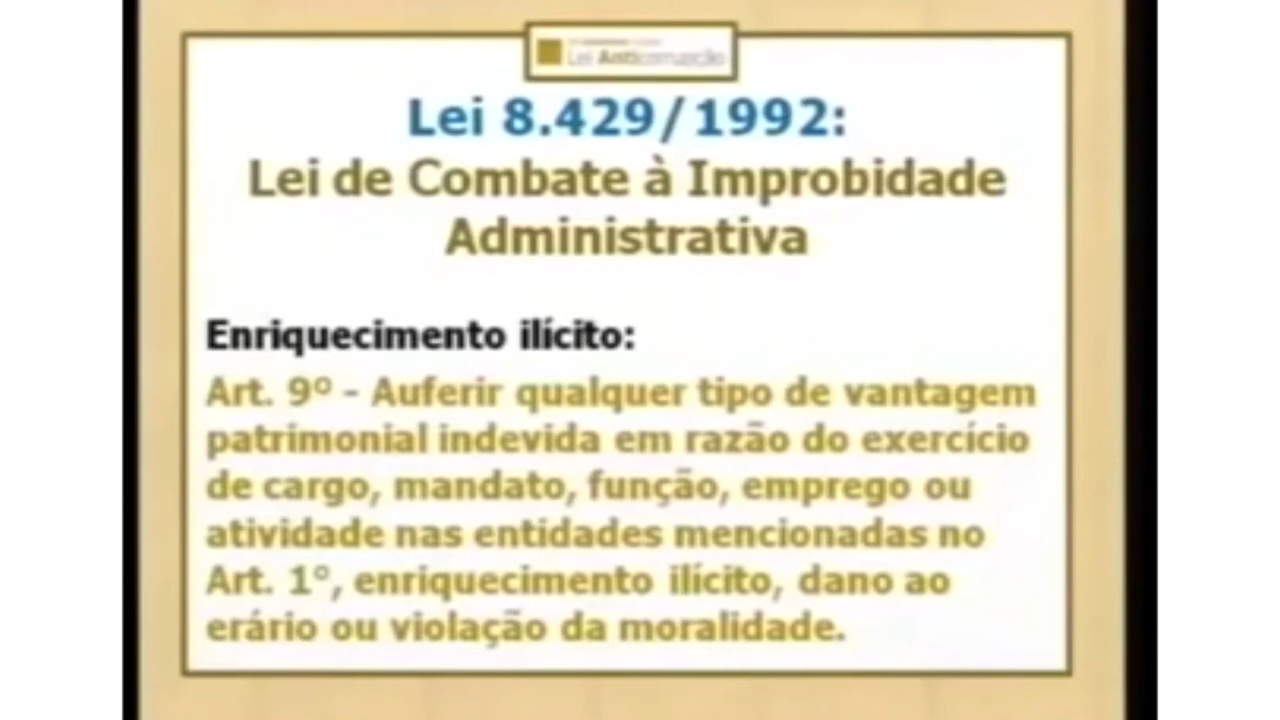 Lei Anticorrupção
Lei 8.429/1992:
Lei de Combate à Improbidade
Administrativa
Enriquecimento ilícito:
Art. 9º - Auferir qualquer tipo de vantagem
patrimonial indevida em razão do exercício
de cargo, mandato, função, emprego ou
atividade nas entidades mencionadas no
Art. 1°, enriquecimento ilícito, dano ao
erário ou violação da moralidade.